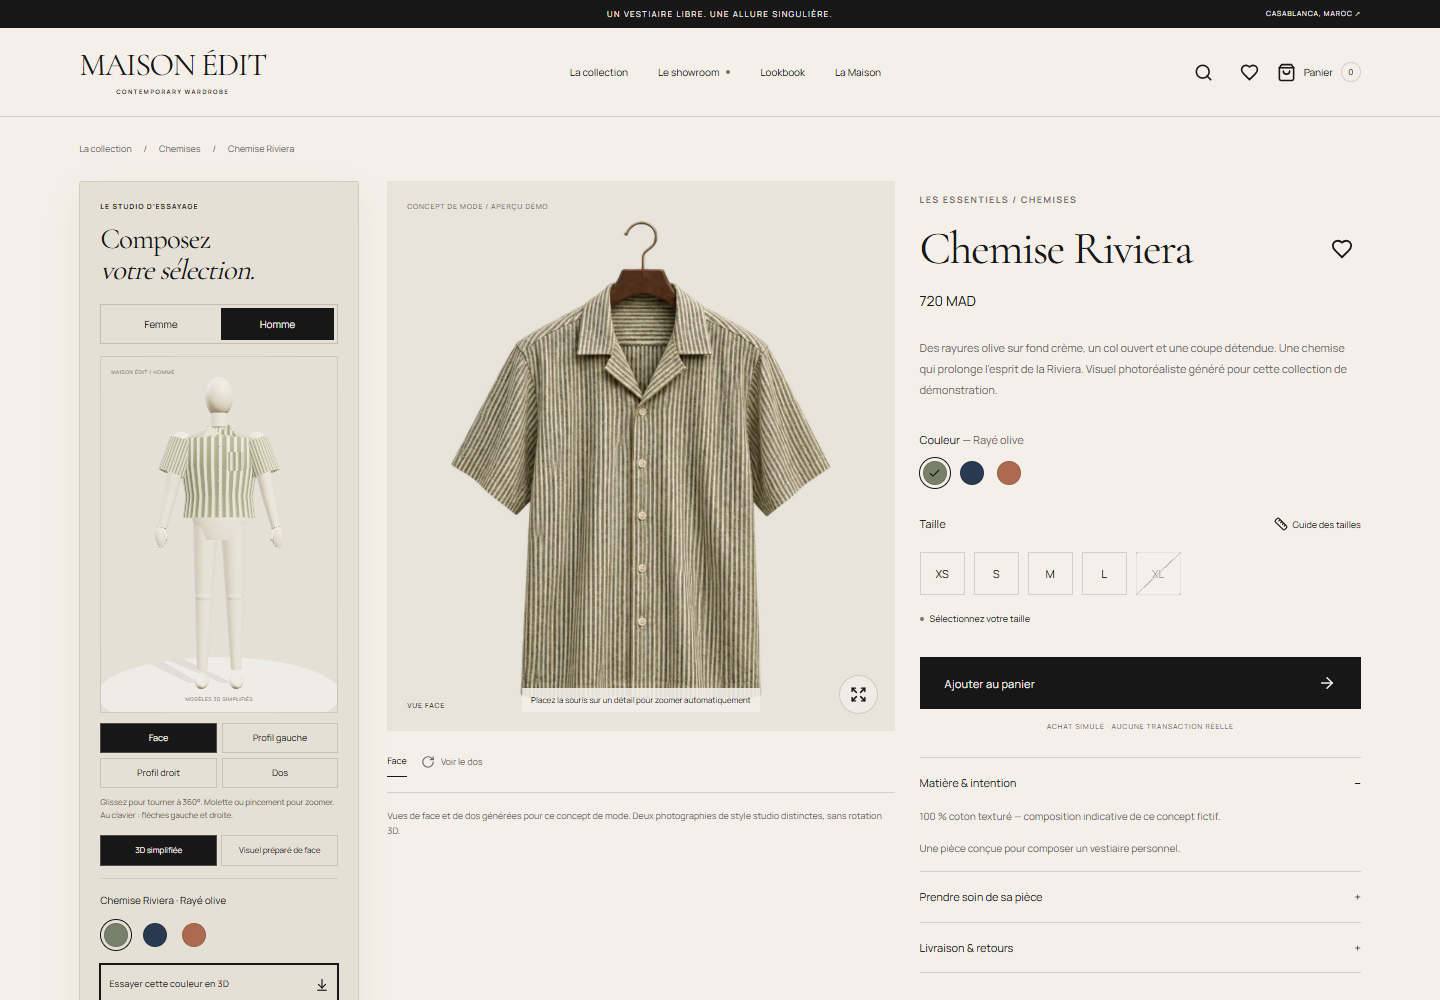 UN VESTIAIRE LIBRE. UNE ALLURE SINGULIÈRE.
CASABLANCA, MAROC ↗
MAISON ÉDIT
CONTEMPORARY WARDROBE
La collection
Le showroom
Lookbook
La Maison
Panier
0
La collection / Chemises / Chemise Riviera
LE STUDIO D'ESSAYAGE
Composez
votre sélection.
Femme
Homme
MAISON ÉDIT / HOMME
MODÈLES 3D SIMPLIFIÉS
Face
Profil gauche
Profil droit
Dos
Glissez pour tourner à 360°. Molette ou pincement pour zoomer.
Au clavier : flèches gauche et droite.
3D simplifiée
Visuel préparé de face
Chemise Riviera · Rayé olive
Essayer cette couleur en 3D
CONCEPT DE MODE / APERÇU DÉMO
Placez la souris sur un détail pour zoomer automatiquement
VUE FACE
Face
Voir le dos
Vues de face et de dos générées pour ce concept de mode. Deux photographies de style studio distinctes, sans rotation
3D.
LES ESSENTIELS / CHEMISES
Chemise Riviera
720 MAD
Des rayures olive sur fond crème, un col ouvert et une coupe détendue. Une chemise
qui prolonge l'esprit de la Riviera. Visuel photoréaliste généré pour cette collection de
démonstration.
Couleur — Rayé olive
Taille
Guide des tailles
XS
S
M
L
XL
Sélectionnez votre taille
Ajouter au panier
ACHAT SIMULÉ · AUCUNE TRANSACTION RÉELLE
Matière & intention −
100 % coton texturé — composition indicative de ce concept fictif.
Une pièce conçue pour composer un vestiaire personnel.
Prendre soin de sa pièce +
Livraison & retours +